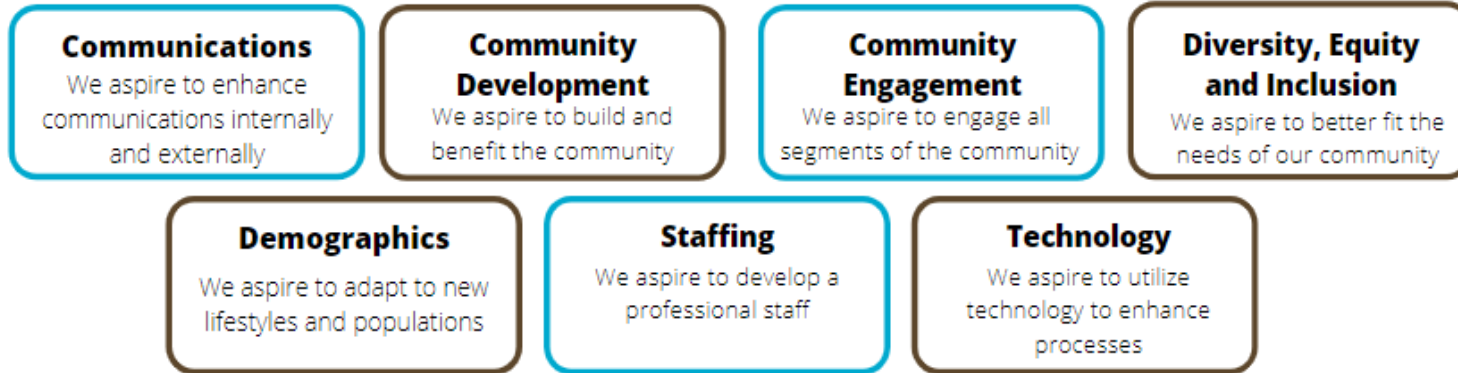 Communications
We aspire to enhance
communications internally
and externally
Community
Development
We aspire to build and
benefit the community
Community
Engagement
We aspire to engage all
segments of the community
Diversity, Equity
and Inclusion
We aspire to better fit the
needs of our community
Demographics
We aspire to adapt to new
lifestyles and populations
Staffing
We aspire to develop a
professional staff
Technology
We aspire to utilize
technology to enhance
processes